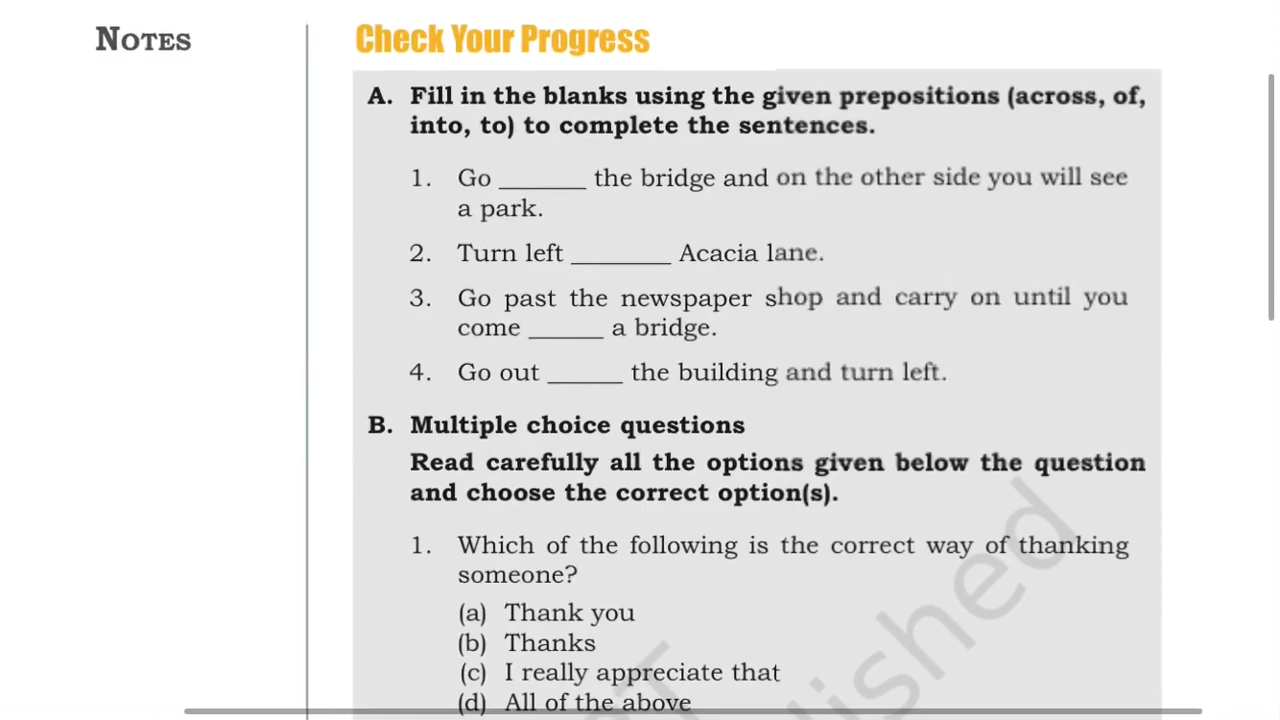 NOTES
Check Your Progress
A. Fill in the blanks using the given prepositions (across, of,
into, to) to complete the sentences.
1. Go _______ the bridge and on the other side you will see
a park.
2. Turn left ________ Acacia lane.
3. Go past the newspaper shop and carry on until you
come ______ a bridge.
4. Go out ______ the building and turn left.
B. Multiple choice questions
Read carefully all the options given below the question
and choose the correct option(s).
1. Which of the following is the correct way of thanking
someone?
(a) Thank you
(b) Thanks
(c) I really appreciate that
(d) All of the above